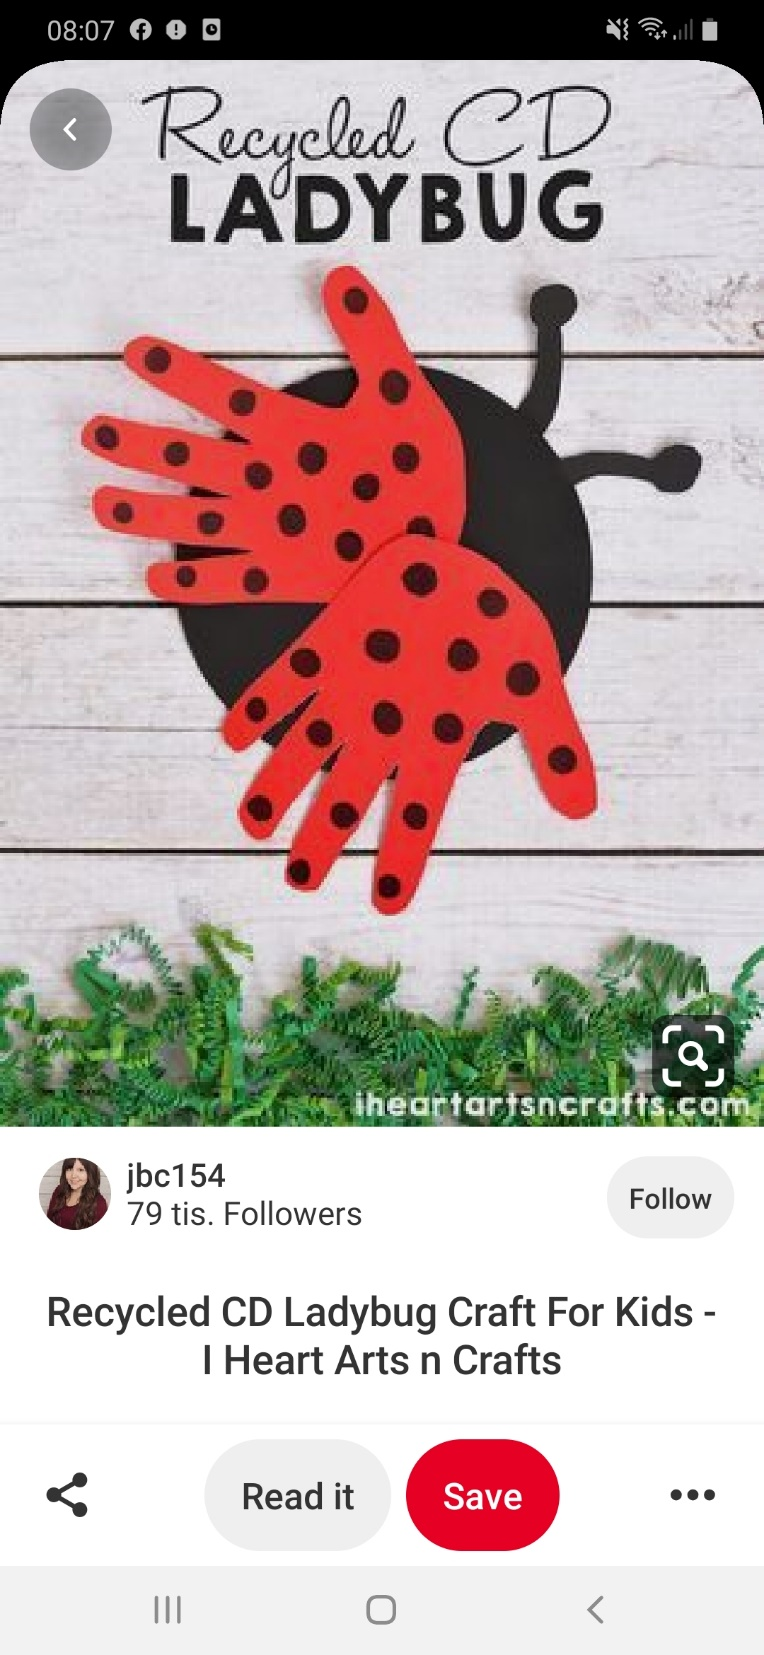 08:07
Recycled CD
LADYBUG
iheartartsncrafts.com
jbc154
79 tis. Followers
Follow
Recycled CD Ladybug Craft For Kids -
I Heart Arts n Crafts
Read it
Save